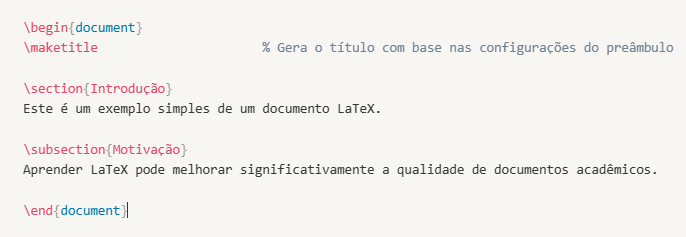 \begin{document}
\maketitle % Gera o título com base nas configurações do preâmbulo
\section{Introdução}
Este é um exemplo simples de um documento LaTeX.
\subsection{Motivação}
Aprender LaTeX pode melhorar significativamente a qualidade de documentos acadêmicos.
\end{document}